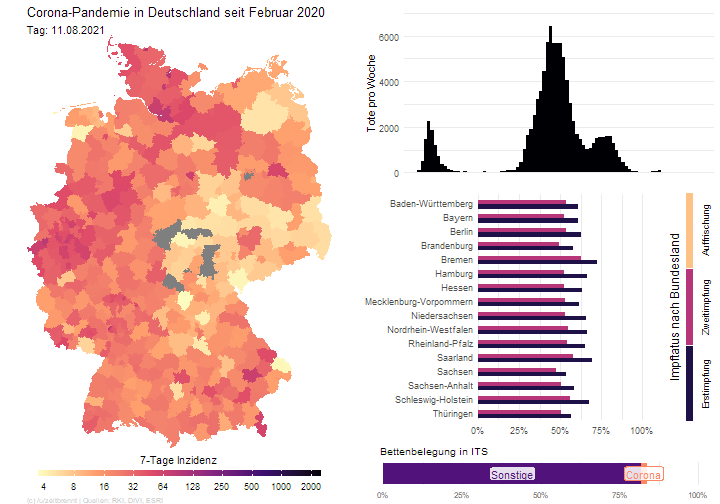 Corona-Pandemie in Deutschland seit Februar 2020
Tag: 11.08.2021
Tote pro Woche
6000
4000
2000
0
Baden-Württemberg
Bayern
Berlin
Brandenburg
Bremen
Hamburg
Hessen
Mecklenburg-Vorpommern
Niedersachsen
Nordrhein-Westfalen
Rheinland-Pfalz
Saarland
Sachsen
Sachsen-Anhalt
Schleswig-Holstein
Thüringen
0% 25% 50% 75% 100%
Impfstatus nach Bundesland
Auffrischung
Zweitimpfung
Erstimpfung
7-Tage Inzidenz
4 8 16 32 64 125 250 500 1000 2000
Bettenbelegung in ITS
Sonstige
Corona
0% 25% 50% 75% 100%
Quellen: RKI, DIVI, ESRI